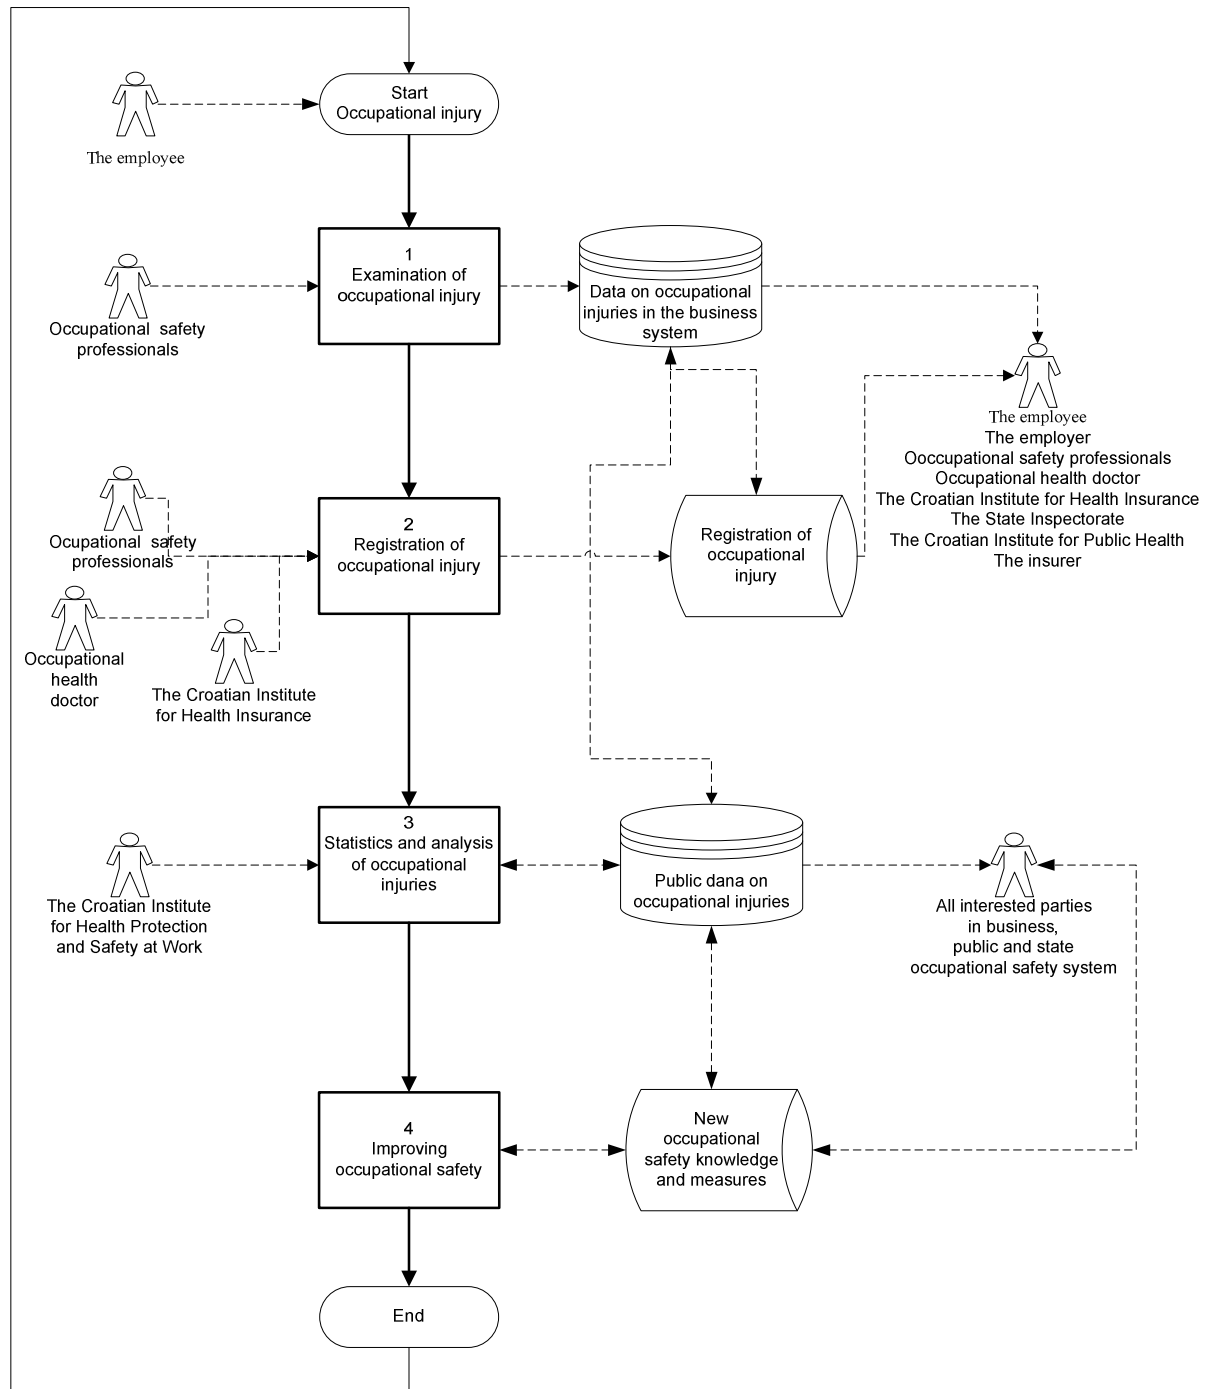 Start
Occupational injury
The employee
1
Examination of
occupational injury
Occupational safety
professionals
Data on occupational
injuries in the business
system
The employee
The employer
Ooccupational safety professionals
Occupational health doctor
The Croatian Institute for Health Insurance
The State Inspectorate
The Croatian Institute for Public Health
The insurer
2
Registration of
occupational injury
Ocupational safety
professionals
Occupational
health
doctor
The Croatian Institute
for Health Insurance
Registration of
occupational
injury
3
Statistics and analysis
of occupational
injuries
The Croatian Institute
for Health Protection
and Safety at Work
Public dana on
occupational injuries
All interested parties
in business,
public and state
occupational safety system
4
Improving
occupational safety
New
occupational
safety knowledge
and measures
End